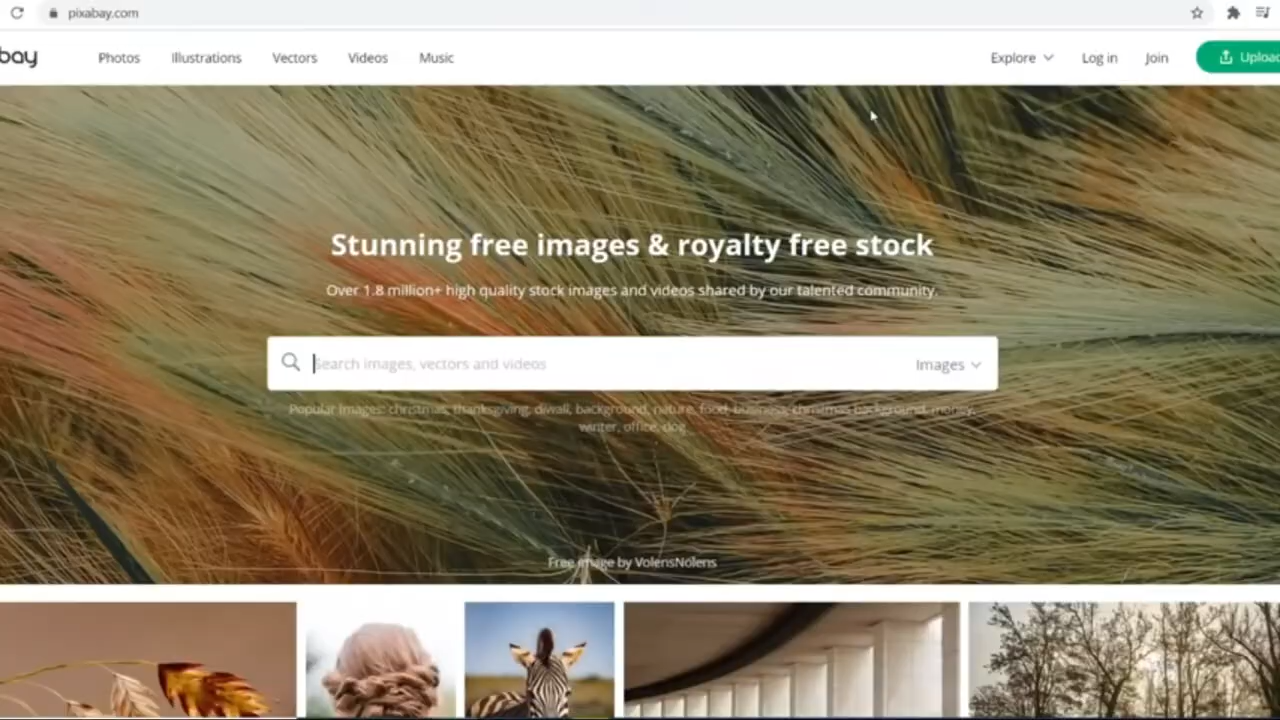 pixabay.com
bay Photos Illustrations Vectors Videos Music Explore Log in Join Upload
Stunning free images & royalty free stock
Over 1.8 million+ high quality stock images and videos shared by our talented community.
Search images, vectors and videos Images
Popular Images: christmas, thanksgiving, diwali, background, nature, food, business, christmas background, money,
winter, office, dog
Free image by VolensNolens